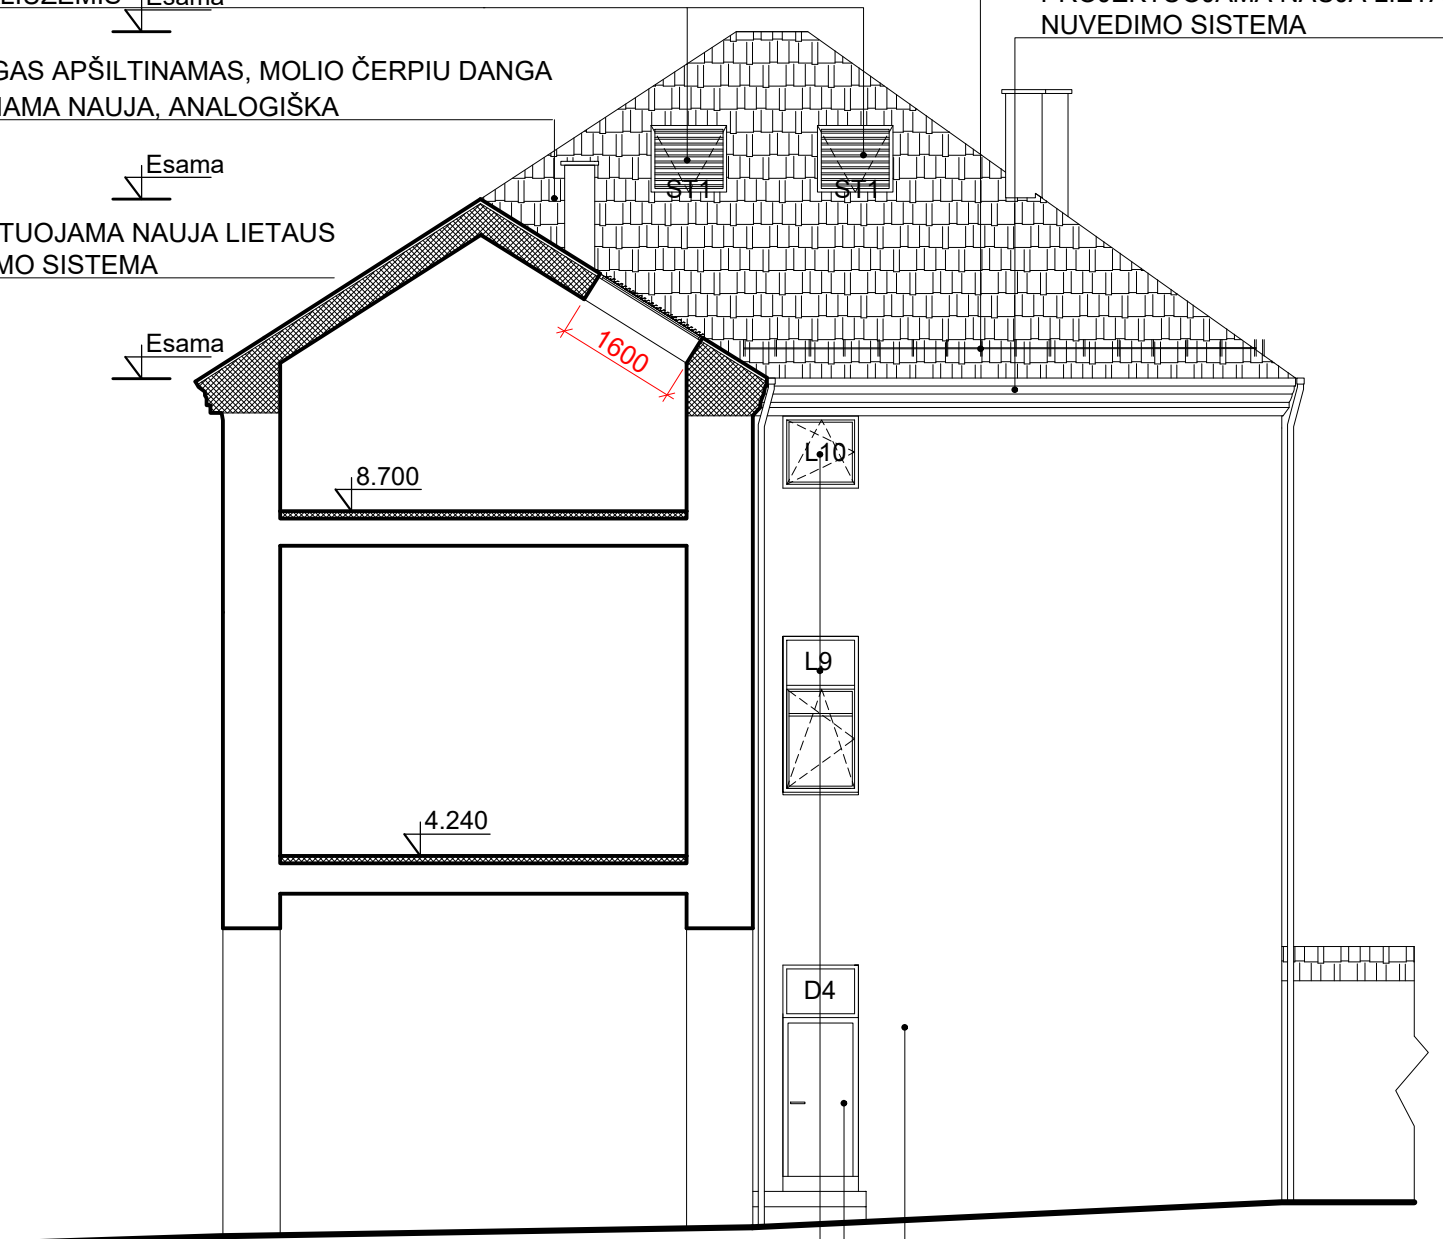 Esama
NUVEDIMO SISTEMA
GAS APŠILTINAMAS, MOLIO ČERPIU DANGA
IAMA NAUJA, ANALOGIŠKA
Esama
ST1
ST1
TUOJAMA NAUJA LIETAUS
MO SISTEMA
Esama
1600
L10
8.700
L9
4.240
D4